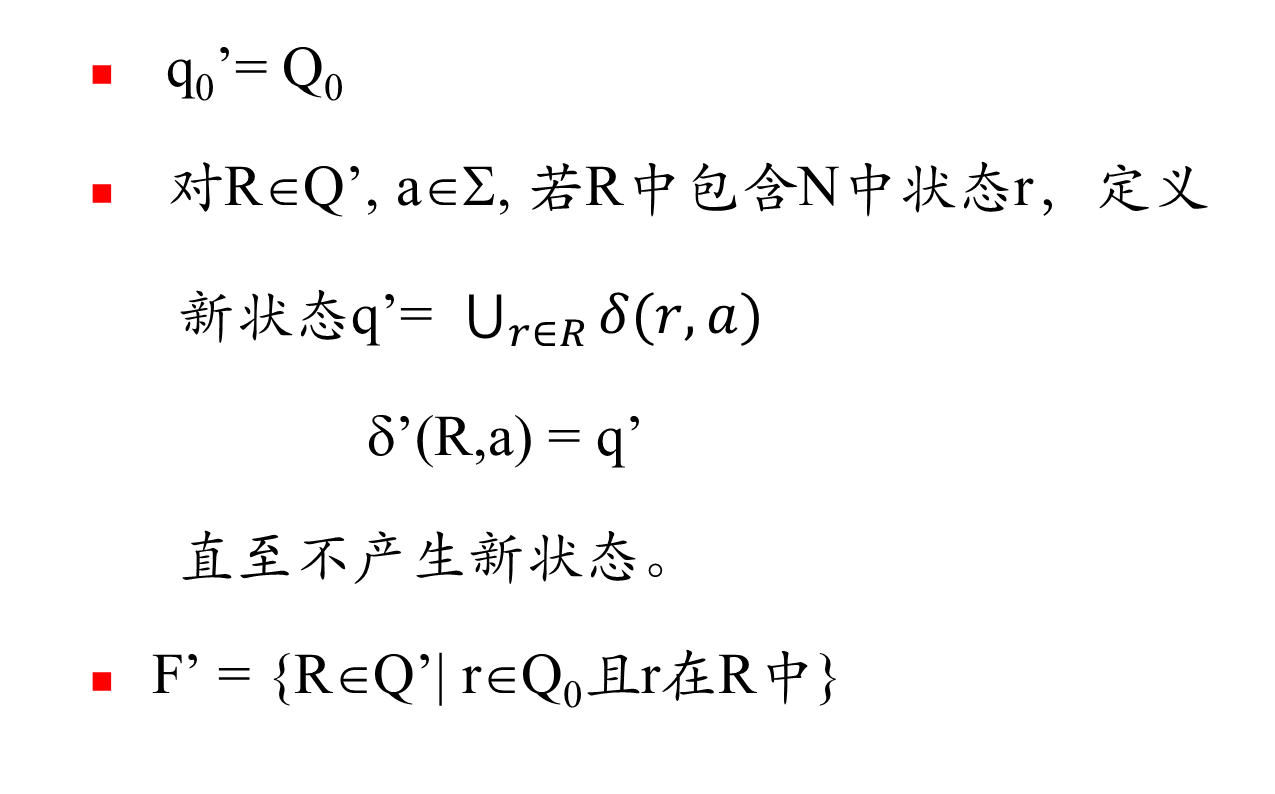 ▪ q₀’= Q₀
▪ 对R∈Q’, a∈Σ, 若R中包含N中状态r，定义
新状态q’= ⋃_{r∈R} 𝛿(𝑟, 𝑎)
δ’(R,a) = q’
直至不产生新状态。
▪ F’ = {R∈Q’| r∈Q₀且r在R中}